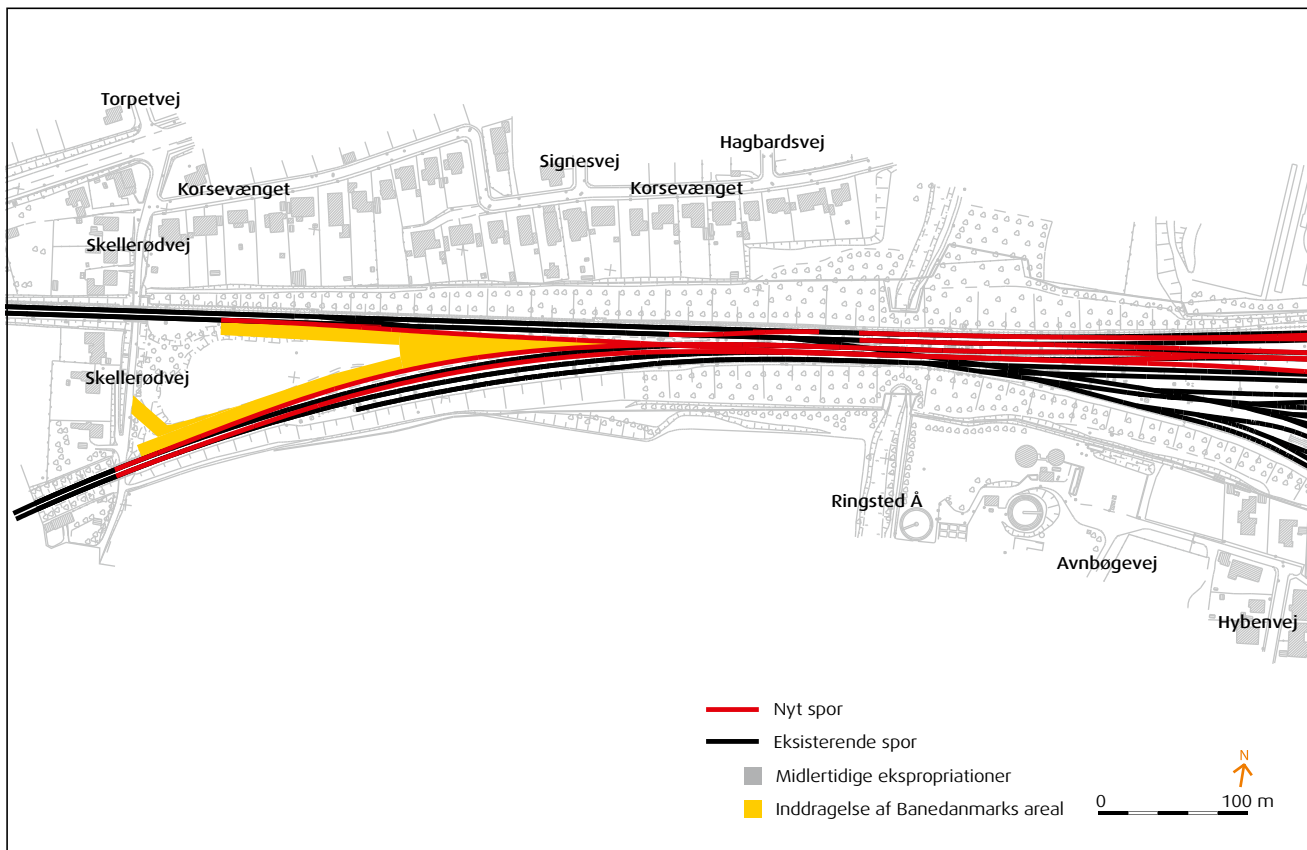 Torpetvej
Hagbardsvej
Signesvej
Korsevænget
Korsevænget
Skellerødvej
Skellerødvej
Ringsted Å
Avnbøgevej
Hybenvej
Nyt spor
Eksisterende spor
Midlertidige ekspropriationer
Inddragelse af Banedanmarks areal
N
0 100 m